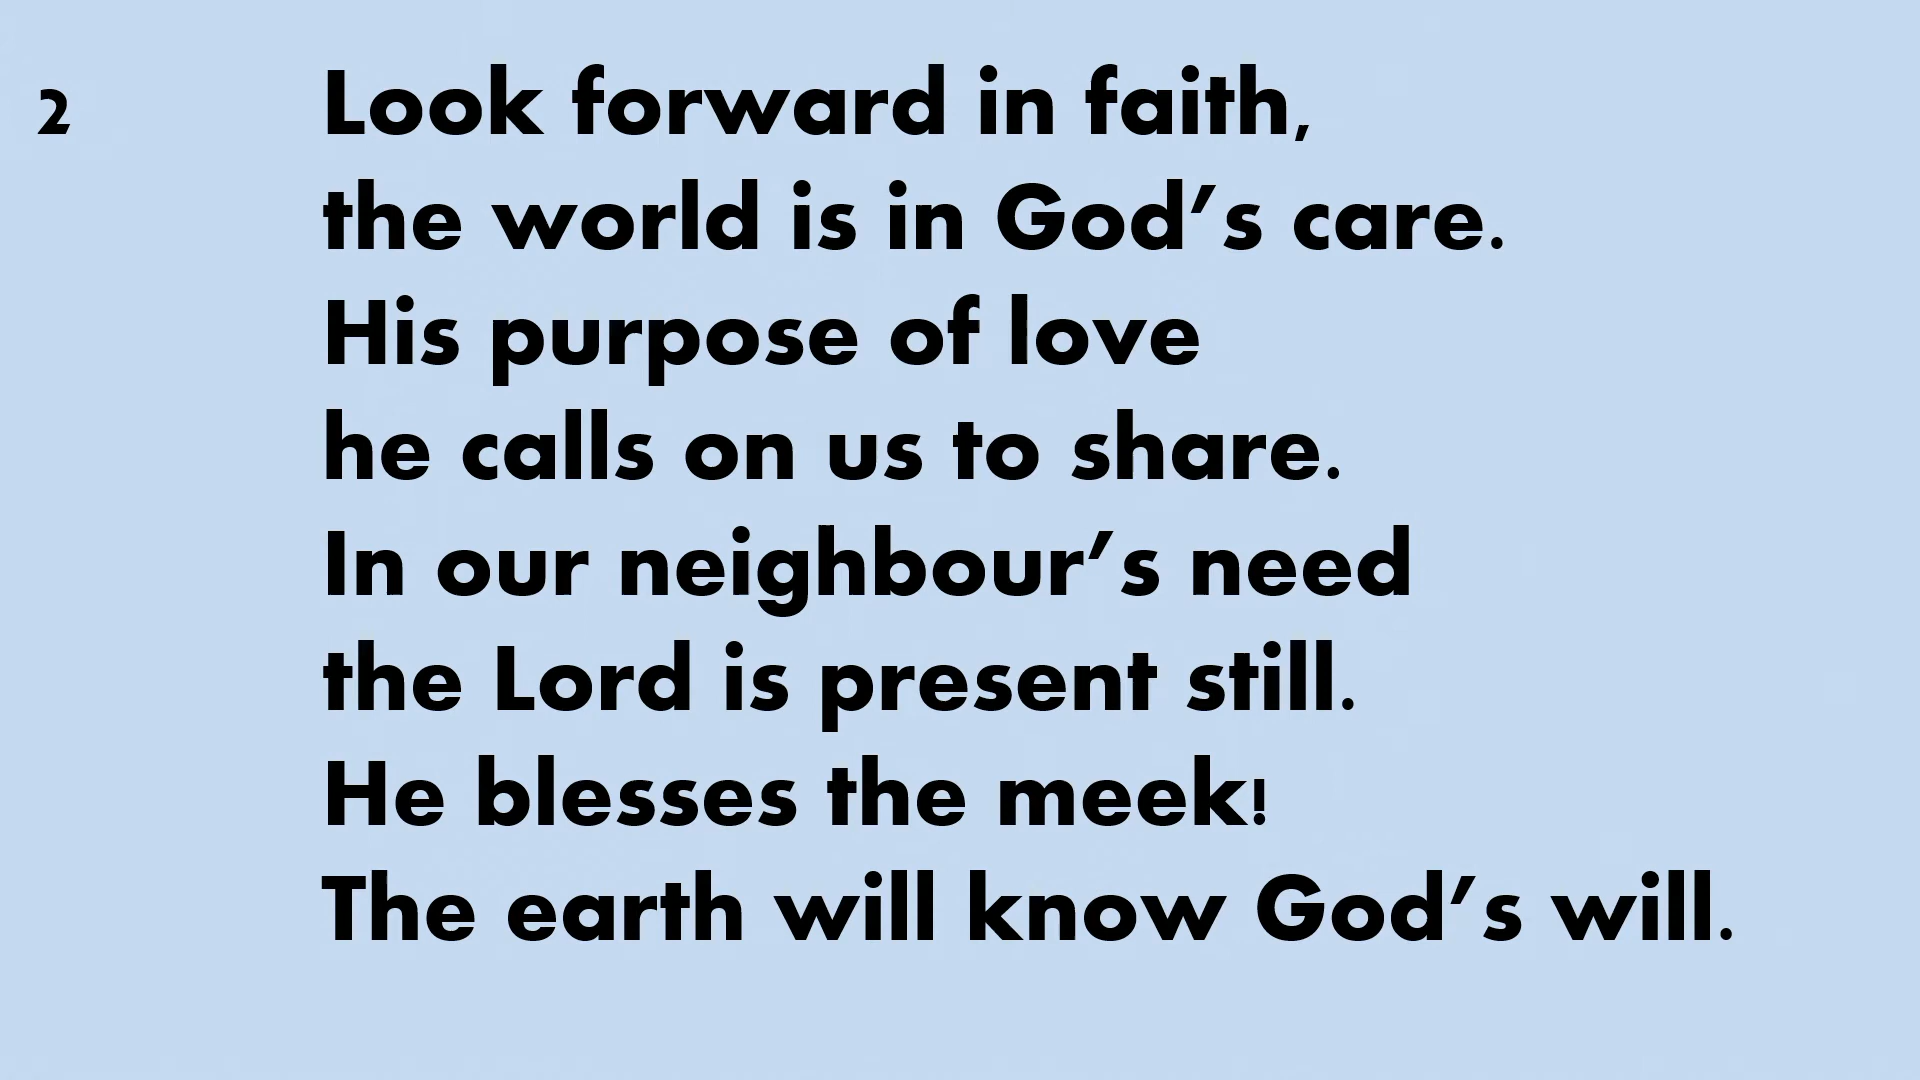 2 Look forward in faith,
the world is in God’s care.
His purpose of love
he calls on us to share.
In our neighbour’s need
the Lord is present still.
He blesses the meek!
The earth will know God’s will.